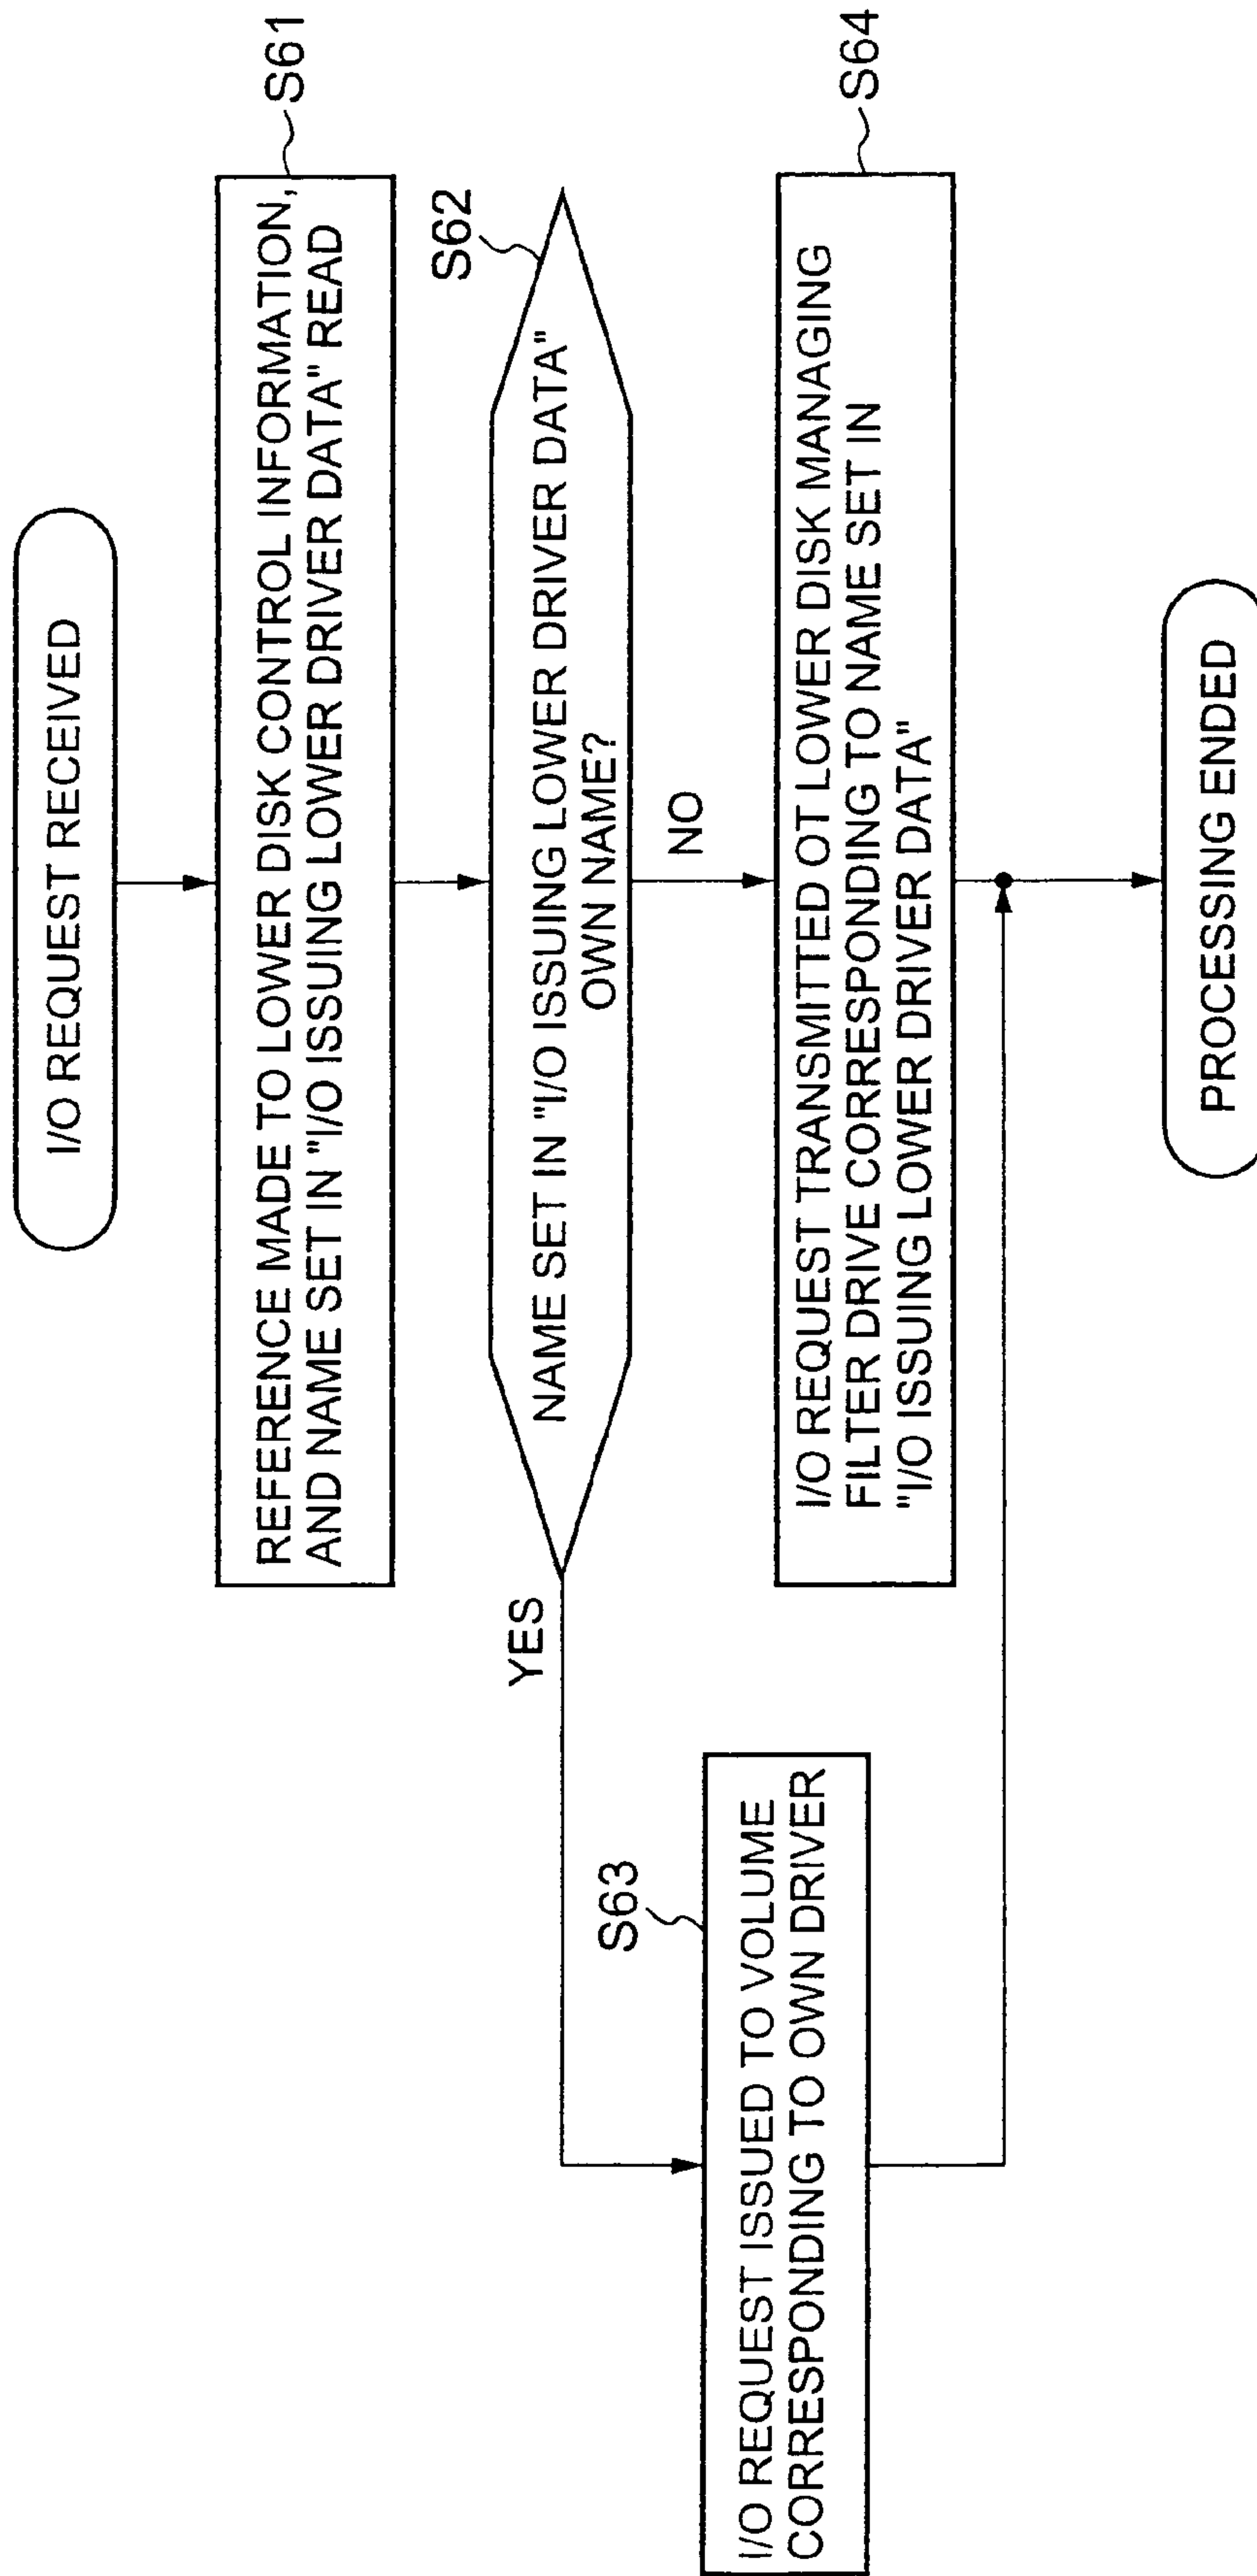 I/O REQUEST RECEIVED
REFERENCE MADE TO LOWER DISK CONTROL INFORMATION,
AND NAME SET IN "I/O ISSUING LOWER DRIVER DATA" READ
S61
NAME SET IN "I/O ISSUING LOWER DRIVER DATA"
OWN NAME?
S62
YES
NO
S63
I/O REQUEST ISSUED TO VOLUME
CORRESPONDING TO OWN DRIVER
I/O REQUEST TRANSMITTED OT LOWER DISK MANAGING
FILTER DRIVE CORRESPONDING TO NAME SET IN
"I/O ISSUING LOWER DRIVER DATA"
S64
PROCESSING ENDED